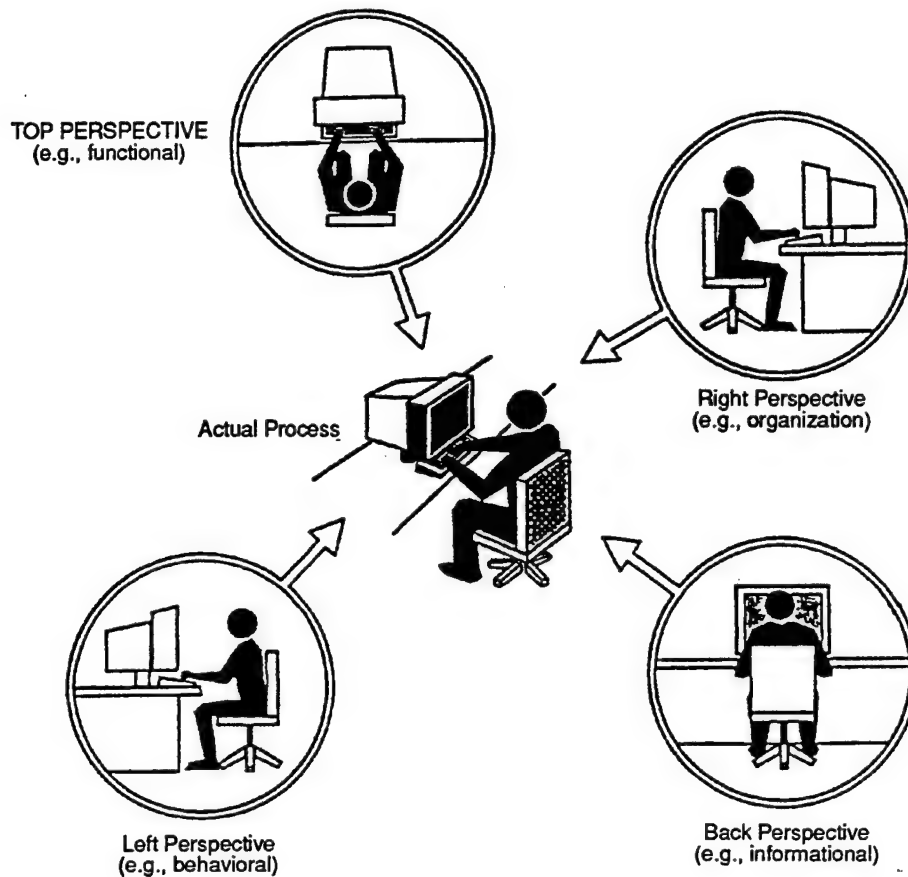 TOP PERSPECTIVE
(e.g., functional)
Right Perspective
(e.g., organization)
Actual Process
Left Perspective
(e.g., behavioral)
Back Perspective
(e.g., informational)